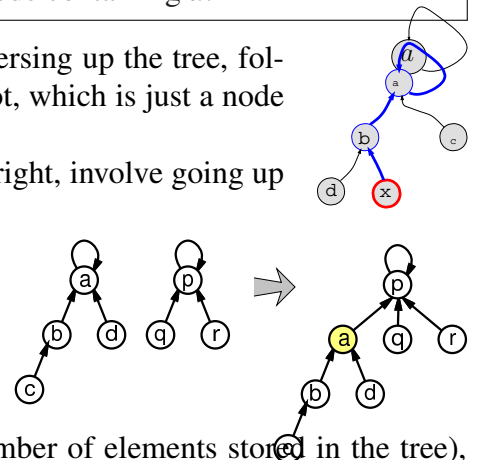 ersing up the tree, fol-
ot, which is just a node
right, involve going up
a
a
b
c
d
x
a
p
b
d
q
r
c
p
a
q
r
b
d
mber of elements stored in the tree),